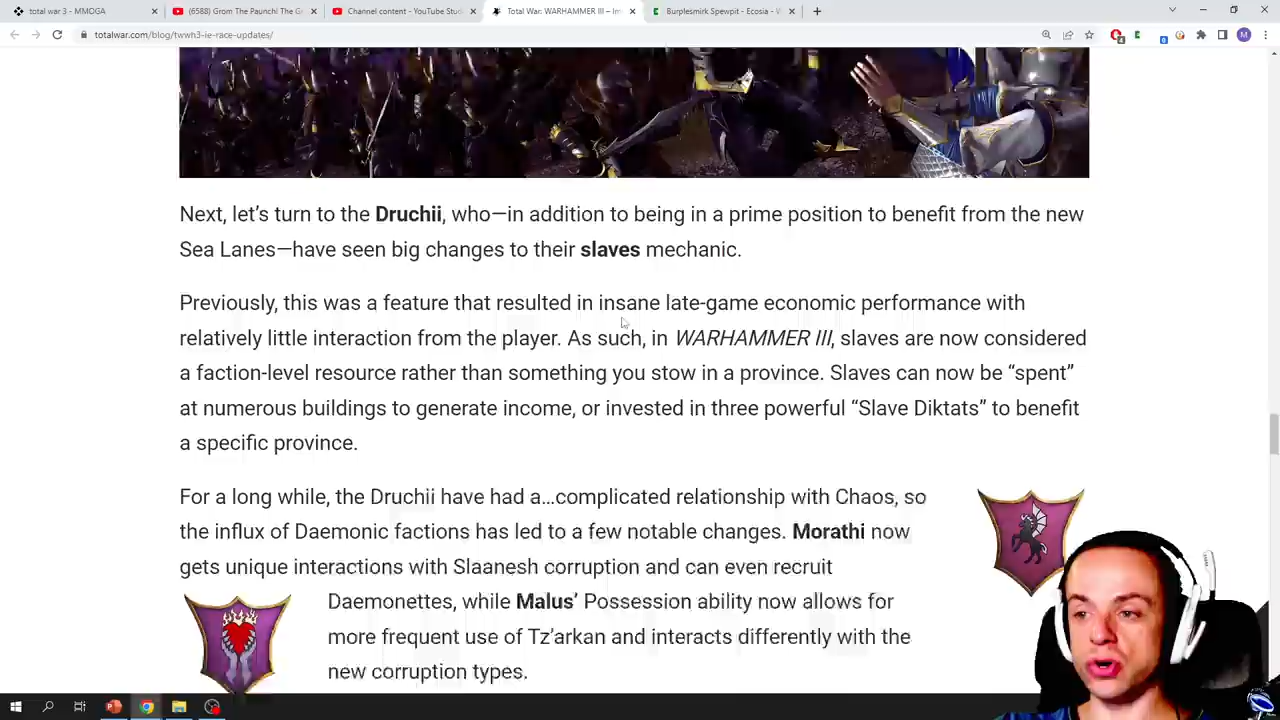 total war 3 - MMOGA
(6588) Grom The Paunch! The G
Channel content - YouTube Stud
Total War: WARHAMMER III – Im
Burplesmirk Spewpit - Ecosia - W
totalwar.com/blog/twwh3-ie-race-updates/
Next, let’s turn to the Druchii, who—in addition to being in a prime position to benefit from the new
Sea Lanes—have seen big changes to their slaves mechanic.
Previously, this was a feature that resulted in insane late-game economic performance with
relatively little interaction from the player. As such, in WARHAMMER III, slaves are now considered
a faction-level resource rather than something you stow in a province. Slaves can now be “spent”
at numerous buildings to generate income, or invested in three powerful “Slave Diktats” to benefit
a specific province.
For a long while, the Druchii have had a…complicated relationship with Chaos, so
the influx of Daemonic factions has led to a few notable changes. Morathi now
gets unique interactions with Slaanesh corruption and can even recruit
Daemonettes, while Malus’ Possession ability now allows for
more frequent use of Tz’arkan and interacts differently with the
new corruption types.